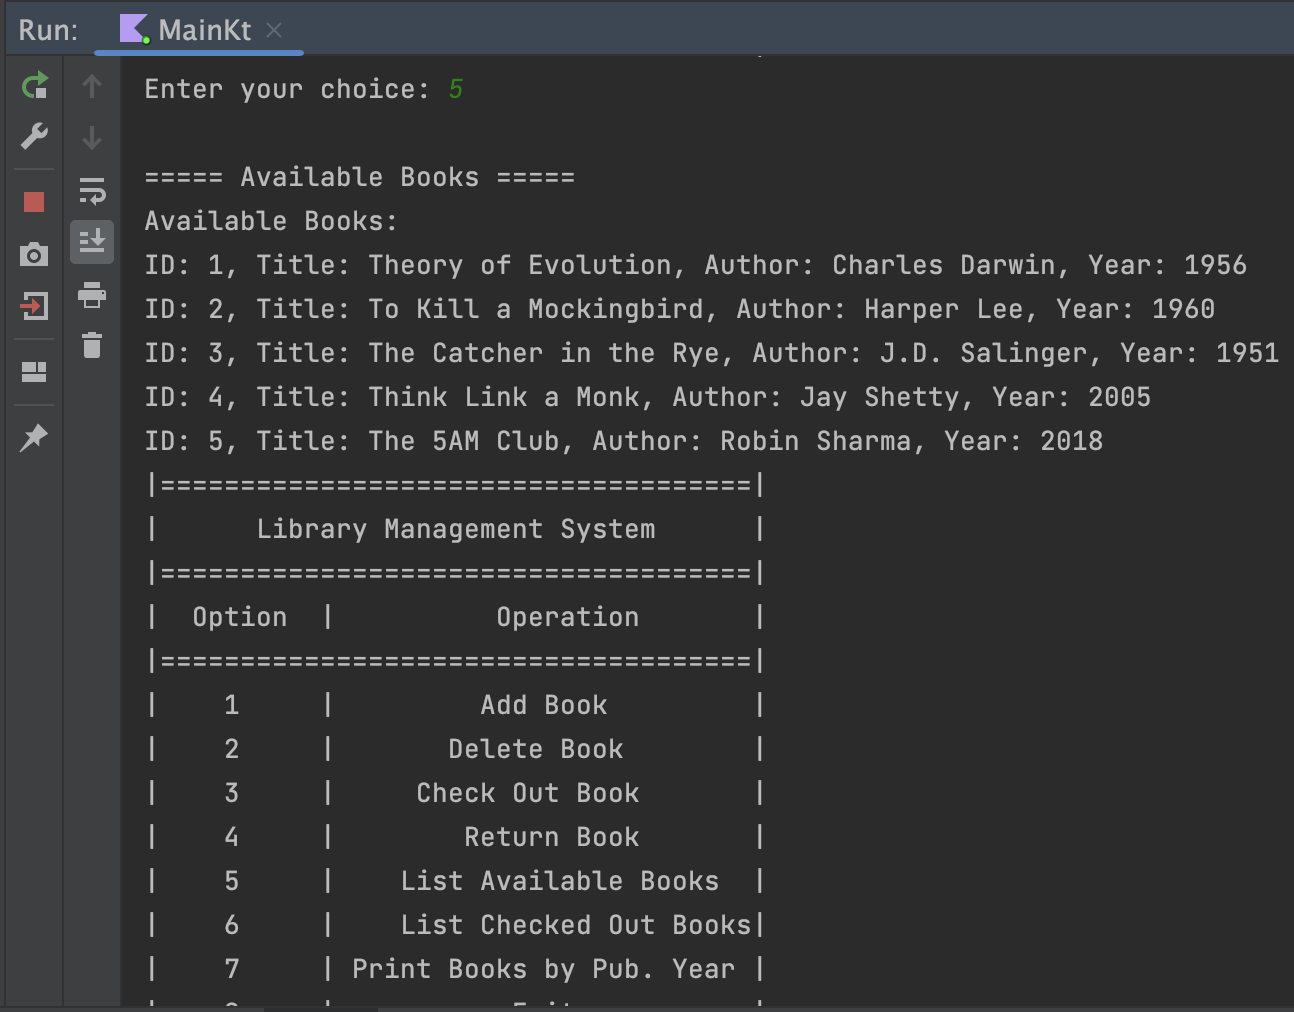 Run: MainKt
Enter your choice: 5
===== Available Books =====
Available Books:
ID: 1, Title: Theory of Evolution, Author: Charles Darwin, Year: 1956
ID: 2, Title: To Kill a Mockingbird, Author: Harper Lee, Year: 1960
ID: 3, Title: The Catcher in the Rye, Author: J.D. Salinger, Year: 1951
ID: 4, Title: Think Link a Monk, Author: Jay Shetty, Year: 2005
ID: 5, Title: The 5AM Club, Author: Robin Sharma, Year: 2018
|=====================================|
|      Library Management System      |
|=====================================|
|  Option  |          Operation       |
|=====================================|
|    1     |         Add Book         |
|    2     |       Delete Book        |
|    3     |     Check Out Book       |
|    4     |        Return Book       |
|    5     |    List Available Books  |
|    6     |    List Checked Out Books|
|    7     | Print Books by Pub. Year |